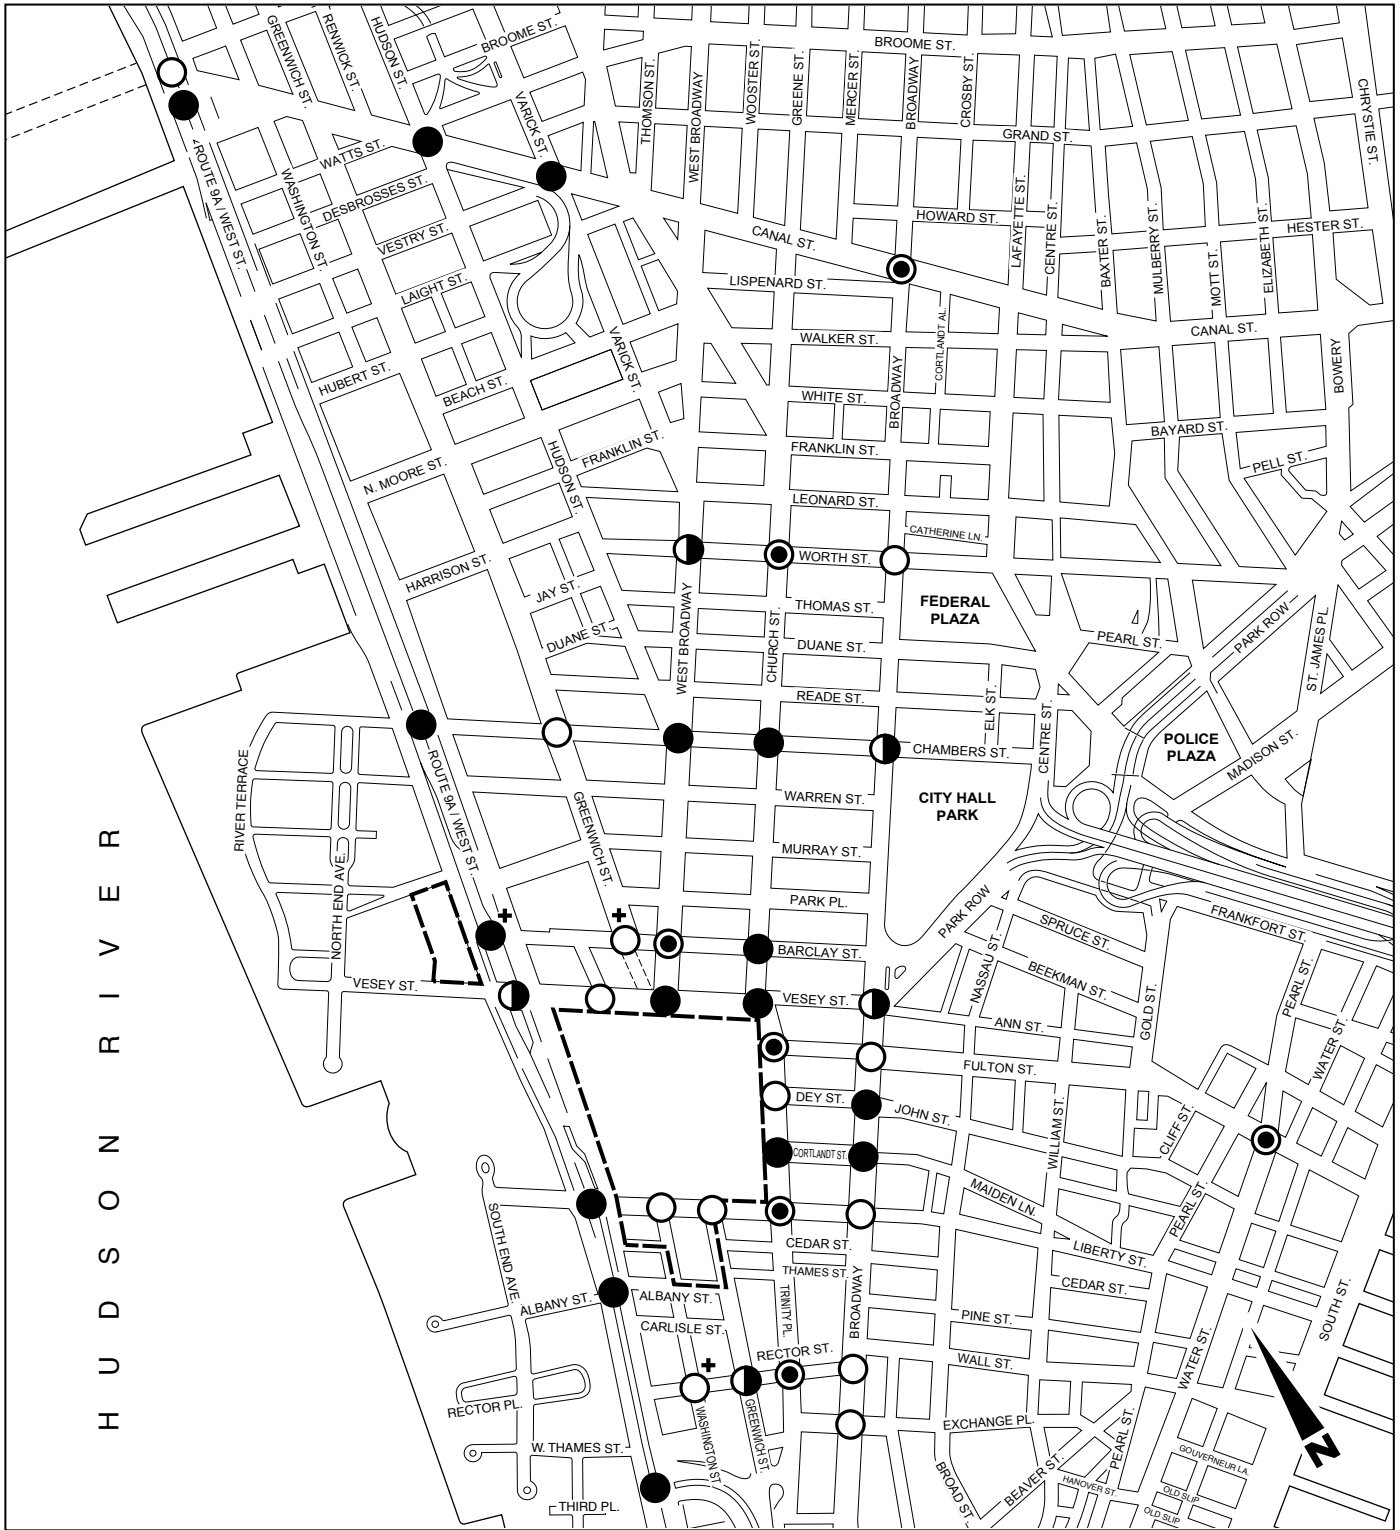 GREENWICH ST.
RENWICK ST.
HUDSON ST.
BROOME ST.
VARICK ST.
THOMSON ST.
WEST BROADWAY
WOOSTER ST.
GREENE ST.
MERCER ST.
BROADWAY
CROSBY ST.
BROOME ST.
CHRYSTIE ST.
GRAND ST.
ROUTE 9A / WEST ST.
WASHINGTON ST.
WATTS ST.
DESBROSSES ST.
VESTRY ST.
LAIGHT ST.
CANAL ST.
HOWARD ST.
LAFAYETTE ST.
CENTRE ST.
BAXTER ST.
MULBERRY ST.
MOTT ST.
ELIZABETH ST.
HESTER ST.
LISPENARD ST.
WALKER ST.
CORTLANDT AL.
CANAL ST.
BOWERY
HUBERT ST.
BEACH ST.
VARICK ST.
WHITE ST.
BROADWAY
BAYARD ST.
PELL ST.
N. MOORE ST.
HUDSON ST.
FRANKLIN ST.
FRANKLIN ST.
LEONARD ST.
CATHERINE LN.
WORTH ST.
HARRISON ST.
JAY ST.
DUANE ST.
WEST BROADWAY
CHURCH ST.
THOMAS ST.
DUANE ST.
READE ST.
FEDERAL
PLAZA
PEARL ST.
PARK ROW
ST. JAMES PL.
ELK ST.
CENTRE ST.
CHAMBERS ST.
POLICE
PLAZA
MADISON ST.
RIVER TERRACE
ROUTE 9A / WEST ST.
GREENWICH ST.
WARREN ST.
CITY HALL
PARK
MURRAY ST.
PARK PL.
NORTH END AVE.
PARK ROW
SPRUCE ST.
FRANKFORT ST.
BARCLAY ST.
NASSAU ST.
BEEKMAN ST.
GOLD ST.
PEARL ST.
VESEY ST.
VESEY ST.
ANN ST.
WATER ST.
FULTON ST.
DEY ST.
JOHN ST.
WILLIAM ST.
CLIFF ST.
CORTLANDT ST.
MAIDEN LN.
PEARL ST.
HUDSON RIVER
SOUTH END AVE.
CEDAR ST.
LIBERTY ST.
THAMES ST.
CEDAR ST.
SOUTH ST.
ALBANY ST.
ALBANY ST.
TRINITY PL.
BROADWAY
PINE ST.
CARLISLE ST.
RECTOR ST.
WALL ST.
WATER ST.
RECTOR PL.
WASHINGTON ST
GREENWICH ST.
EXCHANGE PL.
PEARL ST.
W. THAMES ST.
BROAD ST.
BEAVER ST.
HANOVER ST.
GOUVERNEUR LA.
OLD SLIP
OLD SLIP
THIRD PL.
N